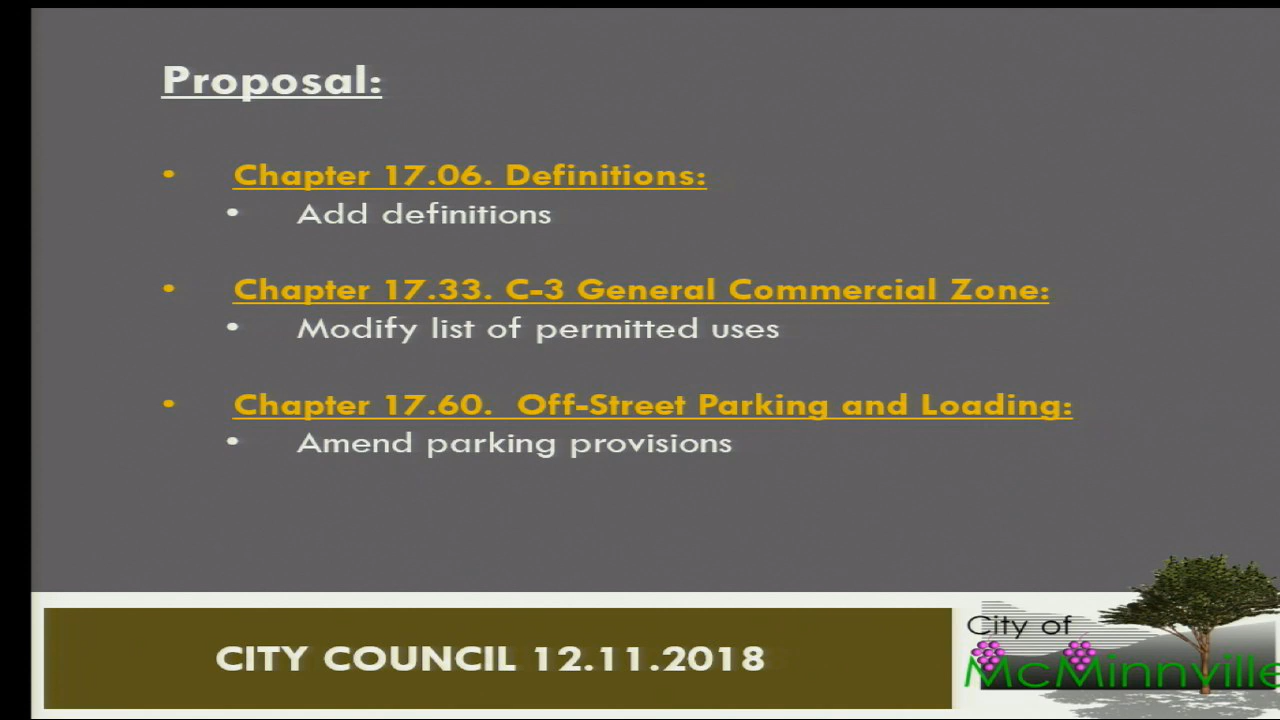 Proposal:
• Chapter 17.06. Definitions:
• Add definitions
• Chapter 17.33. C-3 General Commercial Zone:
• Modify list of permitted uses
• Chapter 17.60. Off-Street Parking and Loading:
• Amend parking provisions
CITY COUNCIL 12.11.2018
City of
McMinnville